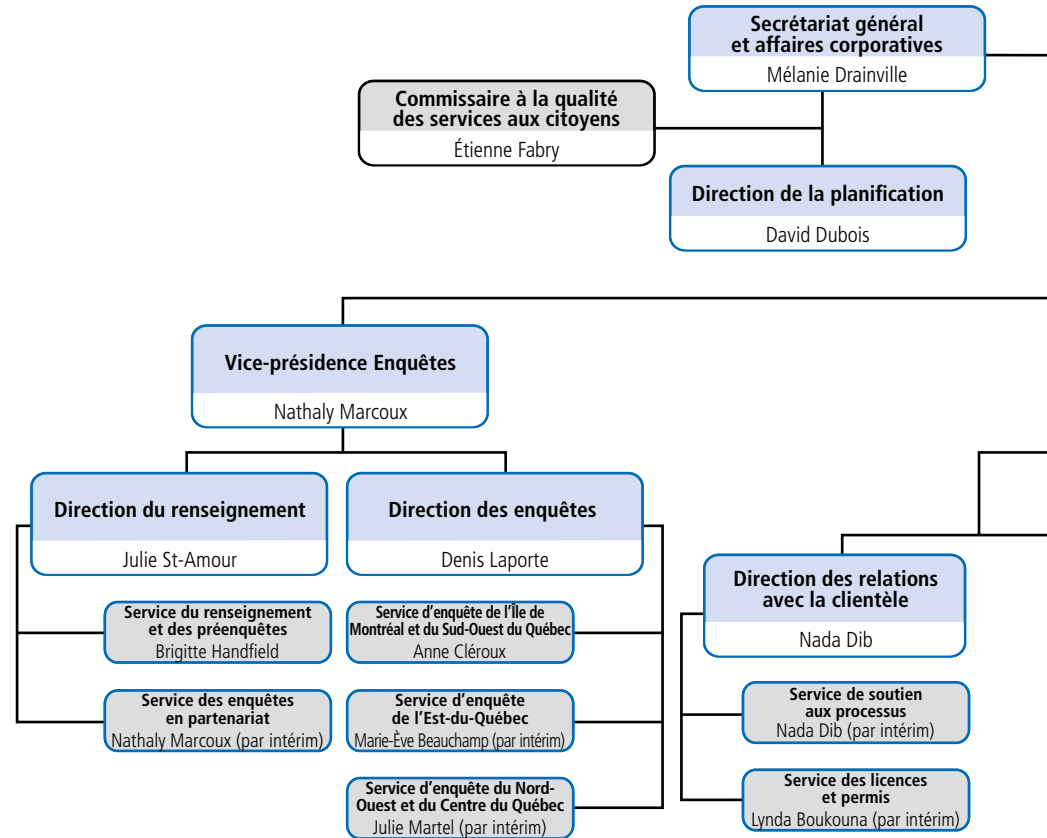 Secrétariat général
et affaires corporatives
Mélanie Drainville
Commissaire à la qualité
des services aux citoyens
Étienne Fabry
Direction de la planification
David Dubois
Vice-présidence Enquêtes
Nathaly Marcoux
Direction du renseignement
Julie St-Amour
Service du renseignement
et des préenquêtes
Brigitte Handfield
Service des enquêtes
en partenariat
Nathaly Marcoux (par intérim)
Direction des enquêtes
Denis Laporte
Service d'enquête de l'Île de
Montréal et du Sud-Ouest du Québec
Anne Cléroux
Service d'enquête
de l'Est-du-Québec
Marie-Ève Beauchamp (par intérim)
Service d'enquête du Nord-
Ouest et du Centre du Québec
Julie Martel (par intérim)
Direction des relations
avec la clientèle
Nada Dib
Service de soutien
aux processus
Nada Dib (par intérim)
Service des licences
et permis
Lynda Boukouna (par intérim)